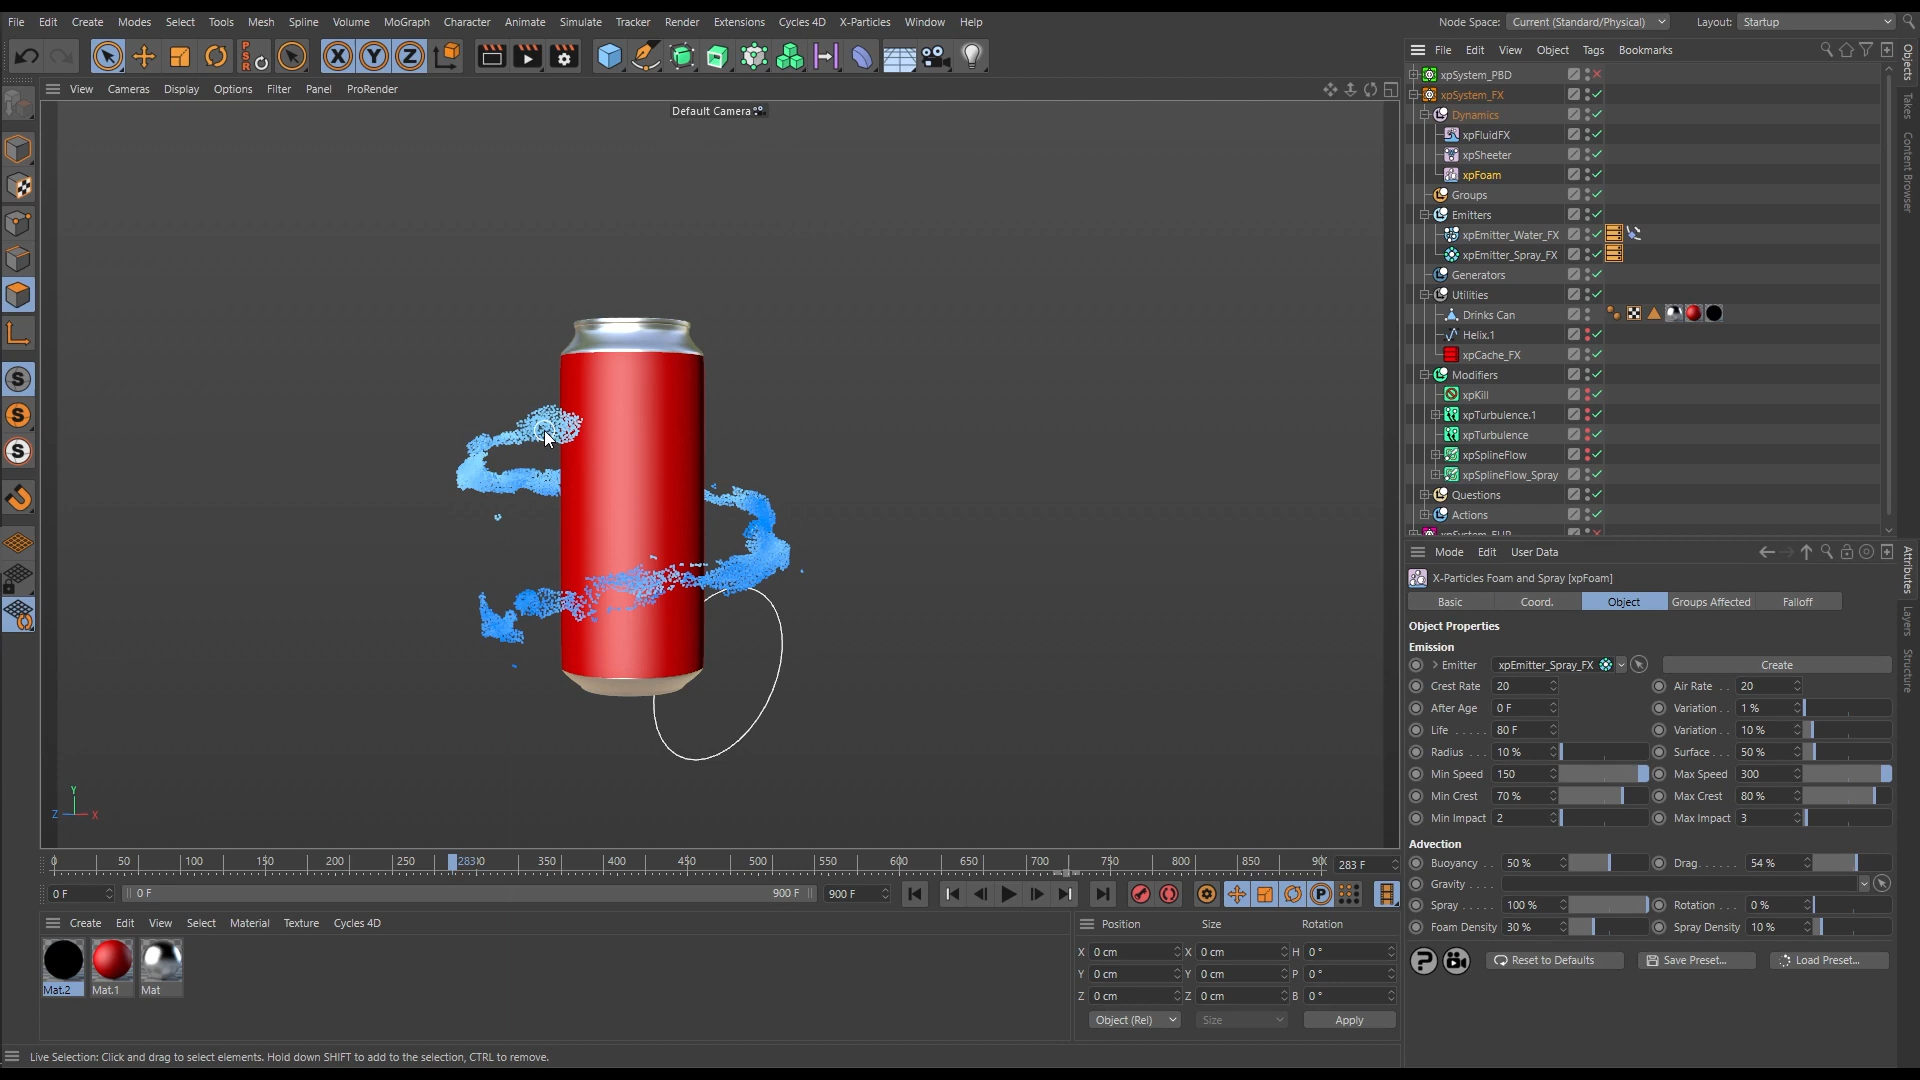 File Edit Create Modes Select Tools Mesh Spline Volume MoGraph Character Animate Simulate Tracker Render Extensions Cycles 4D X-Particles Window Help
Node Space: Current (Standard/Physical) Layout: Startup
PSR X Y Z
File Edit View Object Tags Bookmarks
View Cameras Display Options Filter Panel ProRender
Default Camera
xpSystem_PBD
xpSystem_FX
Dynamics
xpFluidFX
xpSheeter
xpFoam
Groups
Emitters
xpEmitter_Water_FX
xpEmitter_Spray_FX
Generators
Utilities
Drinks Can
Helix.1
xpCache_FX
Modifiers
xpKill
xpTurbulence.1
xpTurbulence
xpSplineFlow
xpSplineFlow_Spray
Questions
Actions
Objects
Takes
Content Browser
Attributes
Layers
Structure
Mode Edit User Data
X-Particles Foam and Spray [xpFoam]
Basic Coord. Object Groups Affected Falloff
Object Properties
Emission
Emitter xpEmitter_Spray_FX Create
Crest Rate 20 Air Rate . . 20
After Age 0 F Variation . . 1 %
Life . . . . . 80 F Variation . . 10 %
Radius . . . 10 % Surface . . . 50 %
Min Speed 150 Max Speed 300
Min Crest 70 % Max Crest 80 %
Min Impact 2 Max Impact 3
Advection
Buoyancy . . 50 % Drag. . . . . . 54 %
Gravity . . . .
Spray . . . . . 100 % Rotation . . . 0 %
Foam Density 30 % Spray Density 10 %
Reset to Defaults Save Preset... Load Preset...
Y
Z X
0 50 100 150 200 250 283 350 400 450 500 550 600 650 700 750 800 850 283 F
0 F 0 F 900 F 900 F
Create Edit View Select Material Texture Cycles 4D
Mat.2 Mat.1 Mat
Position Size Rotation
X 0 cm X 0 cm H 0 °
Y 0 cm Y 0 cm P 0 °
Z 0 cm Z 0 cm B 0 °
Object (Rel) Size Apply
Live Selection: Click and drag to select elements. Hold down SHIFT to add to the selection, CTRL to remove.